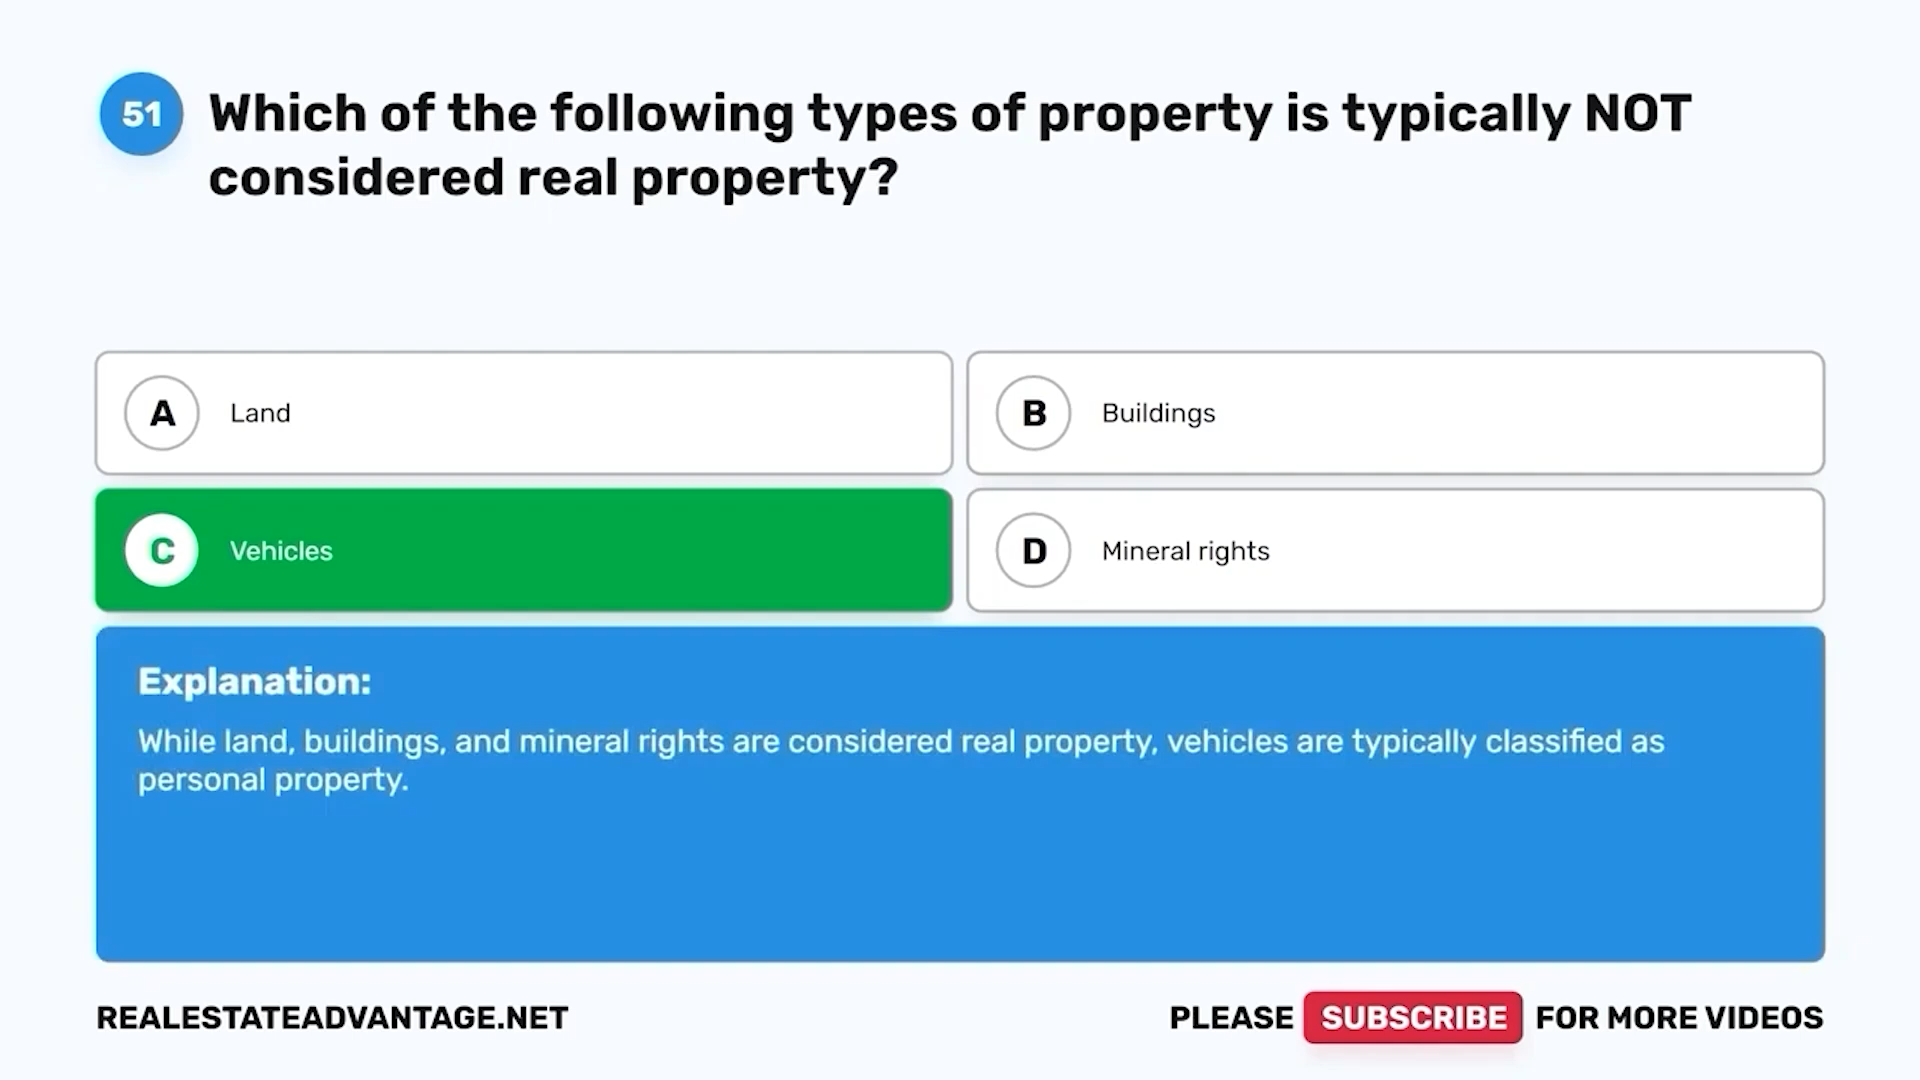 51
Which of the following types of property is typically NOT
considered real property?
A Land
B Buildings
C Vehicles
D Mineral rights
Explanation:
While land, buildings, and mineral rights are considered real property, vehicles are typically classified as
personal property.
REALESTATEADVANTAGE.NET
PLEASE SUBSCRIBE FOR MORE VIDEOS